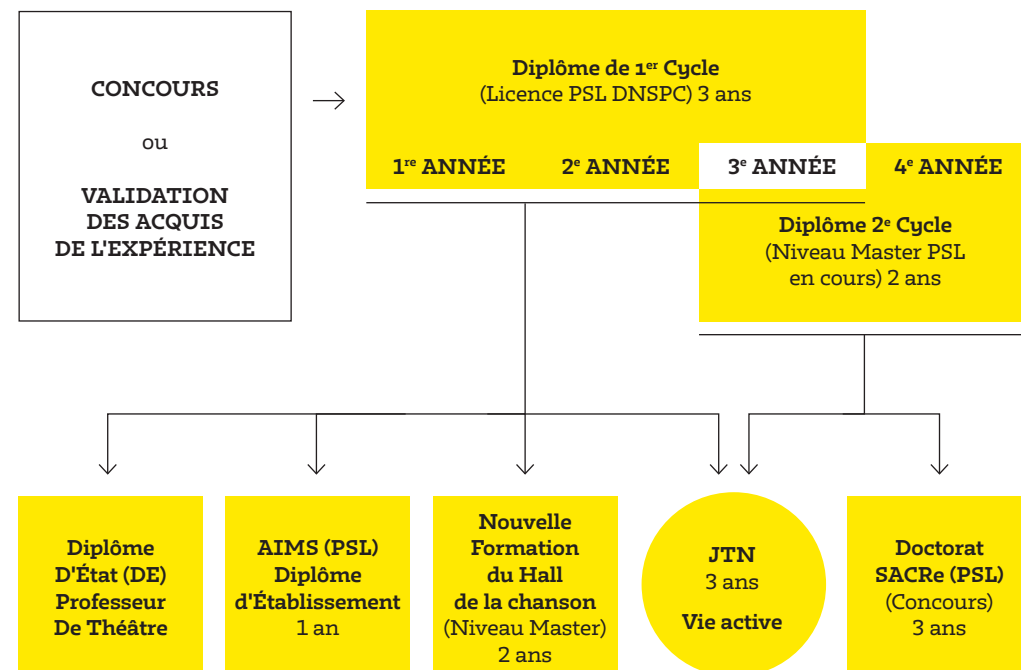 CONCOURS
ou
VALIDATION
DES ACQUIS
DE L'EXPÉRIENCE
Diplôme de 1er Cycle
(Licence PSL DNSPC) 3 ans
1re ANNÉE
2e ANNÉE
3e ANNÉE
4e ANNÉE
Diplôme 2e Cycle
(Niveau Master PSL
en cours) 2 ans
Diplôme
D'État (DE)
Professeur
De Théâtre
AIMS (PSL)
Diplôme
d'Établissement
1 an
Nouvelle
Formation
du Hall
de la chanson
(Niveau Master)
2 ans
JTN
3 ans
Vie active
Doctorat
SACRe (PSL)
(Concours)
3 ans